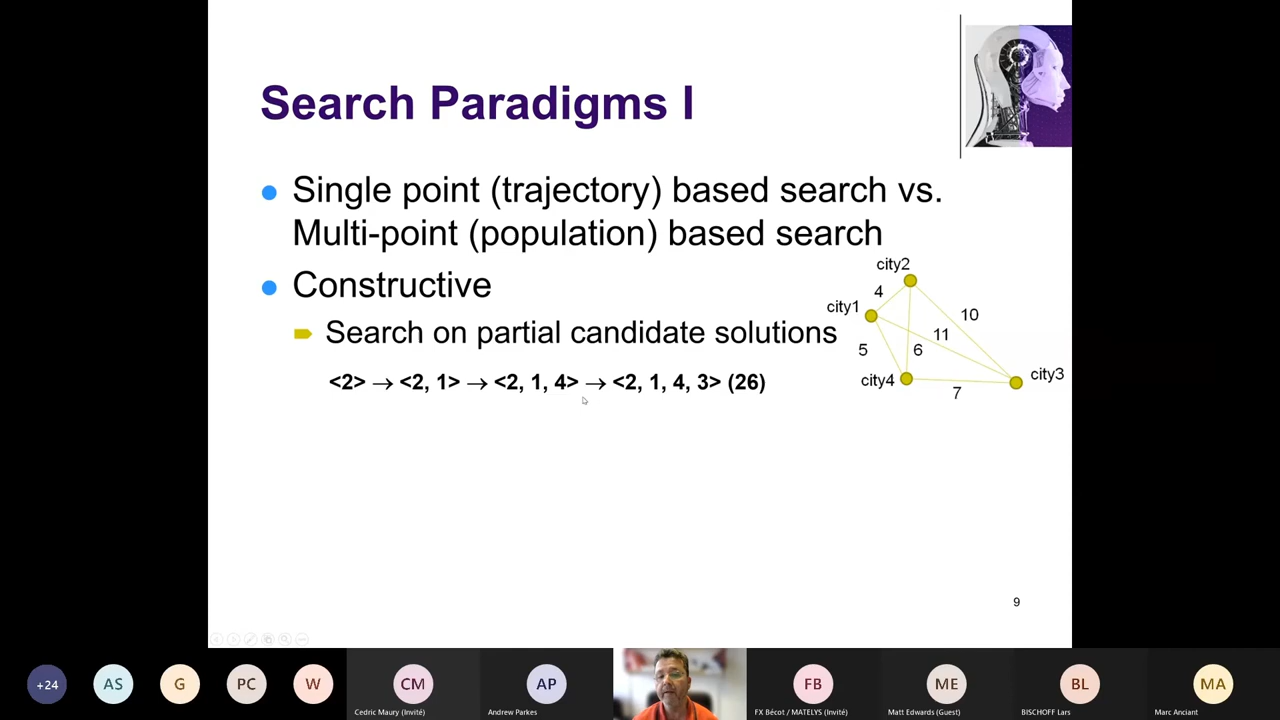 Search Paradigms I
Single point (trajectory) based search vs.
Multi-point (population) based search
Constructive
Search on partial candidate solutions
<2> → <2, 1> → <2, 1, 4> → <2, 1, 4, 3> (26)
city2
4
city1
10
11
5
6
city4
city3
7
9
+24
AS
G
PC
W
CM
AP
FB
ME
BL
MA
Cedric Maury (Invité)
Andrew Parkes
FX Bécot / MATELYS (Invité)
Matt Edwards (Guest)
BISCHOFF Lars
Marc Anciant